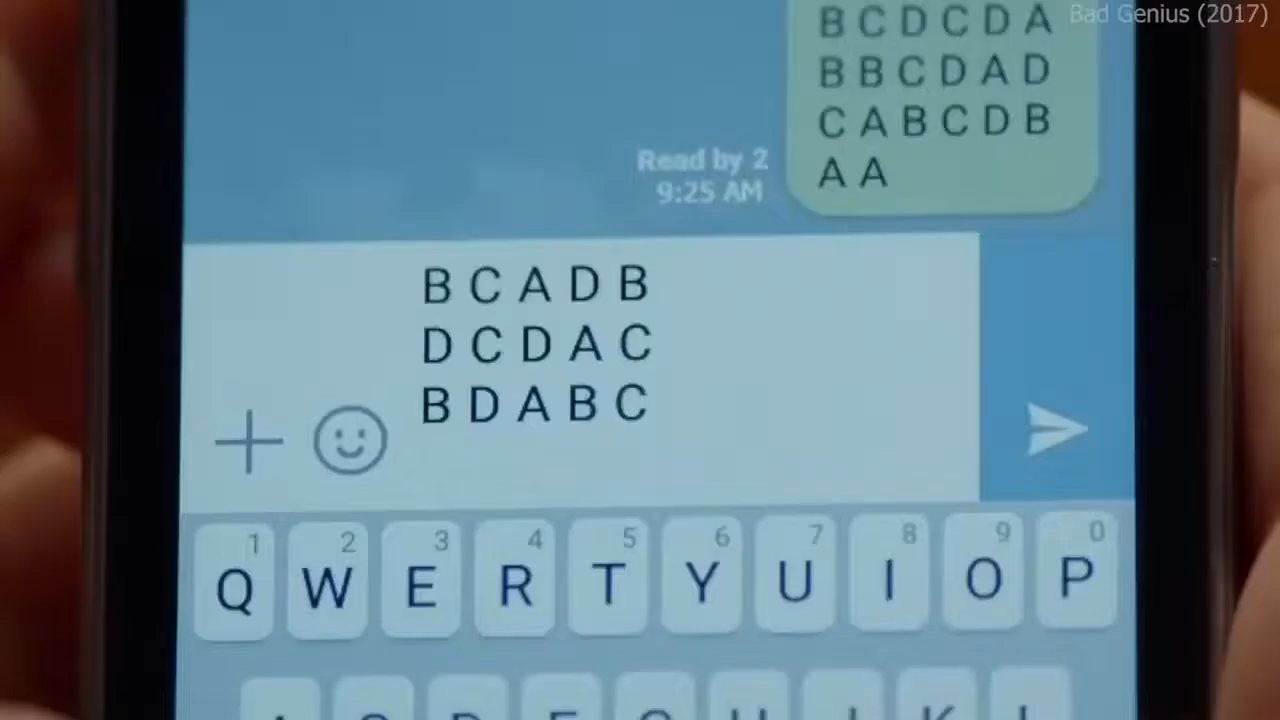 Bad Genius (2017)
B C D C D A
B B C D A D
C A B C D B
A A
Read by 2
9:25 AM
B C A D B
D C D A C
B D A B C
1 2 3 4 5 6 7 8 9 0
Q W E R T Y U I O P